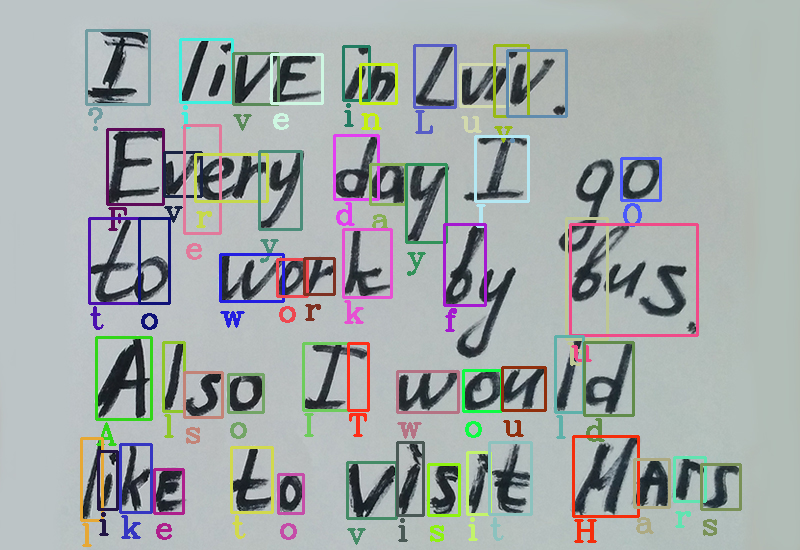 I livE in Lviv.
Every day I go
to work by bus.
Also I would
likE to visit Mars